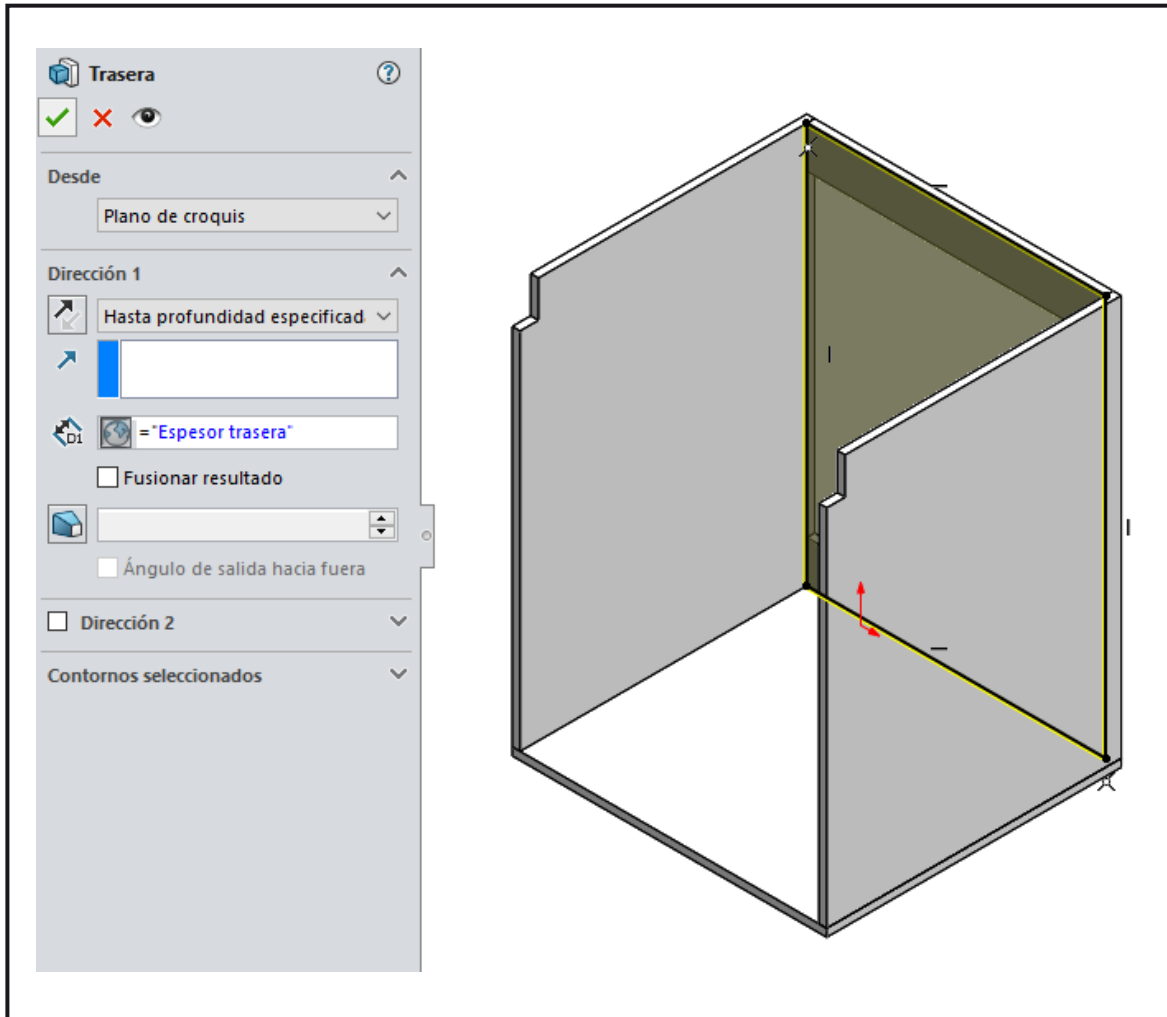 Trasera
Desde
Plano de croquis
Dirección 1
Hasta profundidad especificad
D1
="Espesor trasera"
Fusionar resultado
Ángulo de salida hacia fuera
Dirección 2
Contornos seleccionados